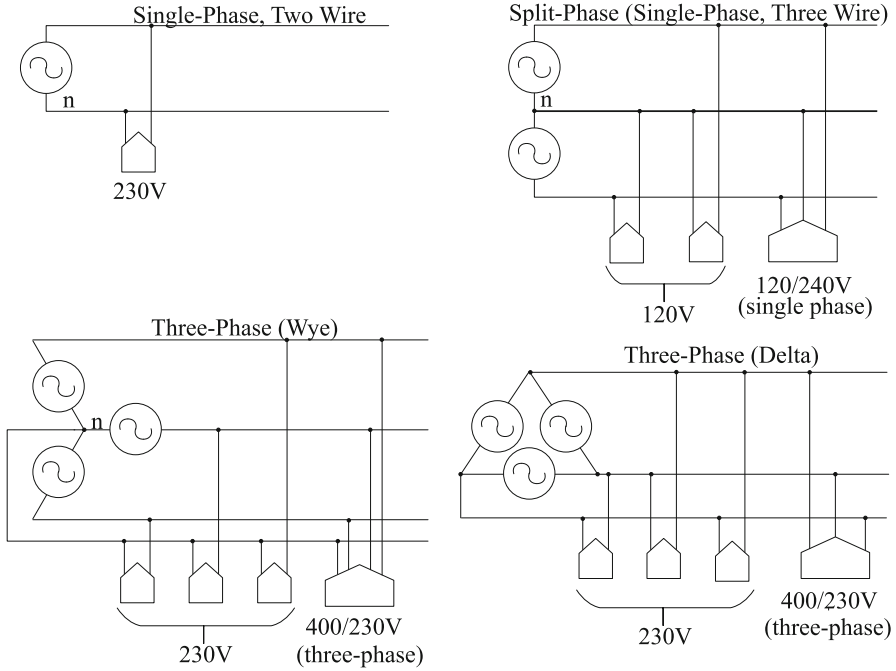 Single-Phase, Two Wire
n
230V
Split-Phase (Single-Phase, Three Wire)
n
120V
120/240V
(single phase)
Three-Phase (Wye)
n
230V
400/230V
(three-phase)
Three-Phase (Delta)
230V
400/230V
(three-phase)